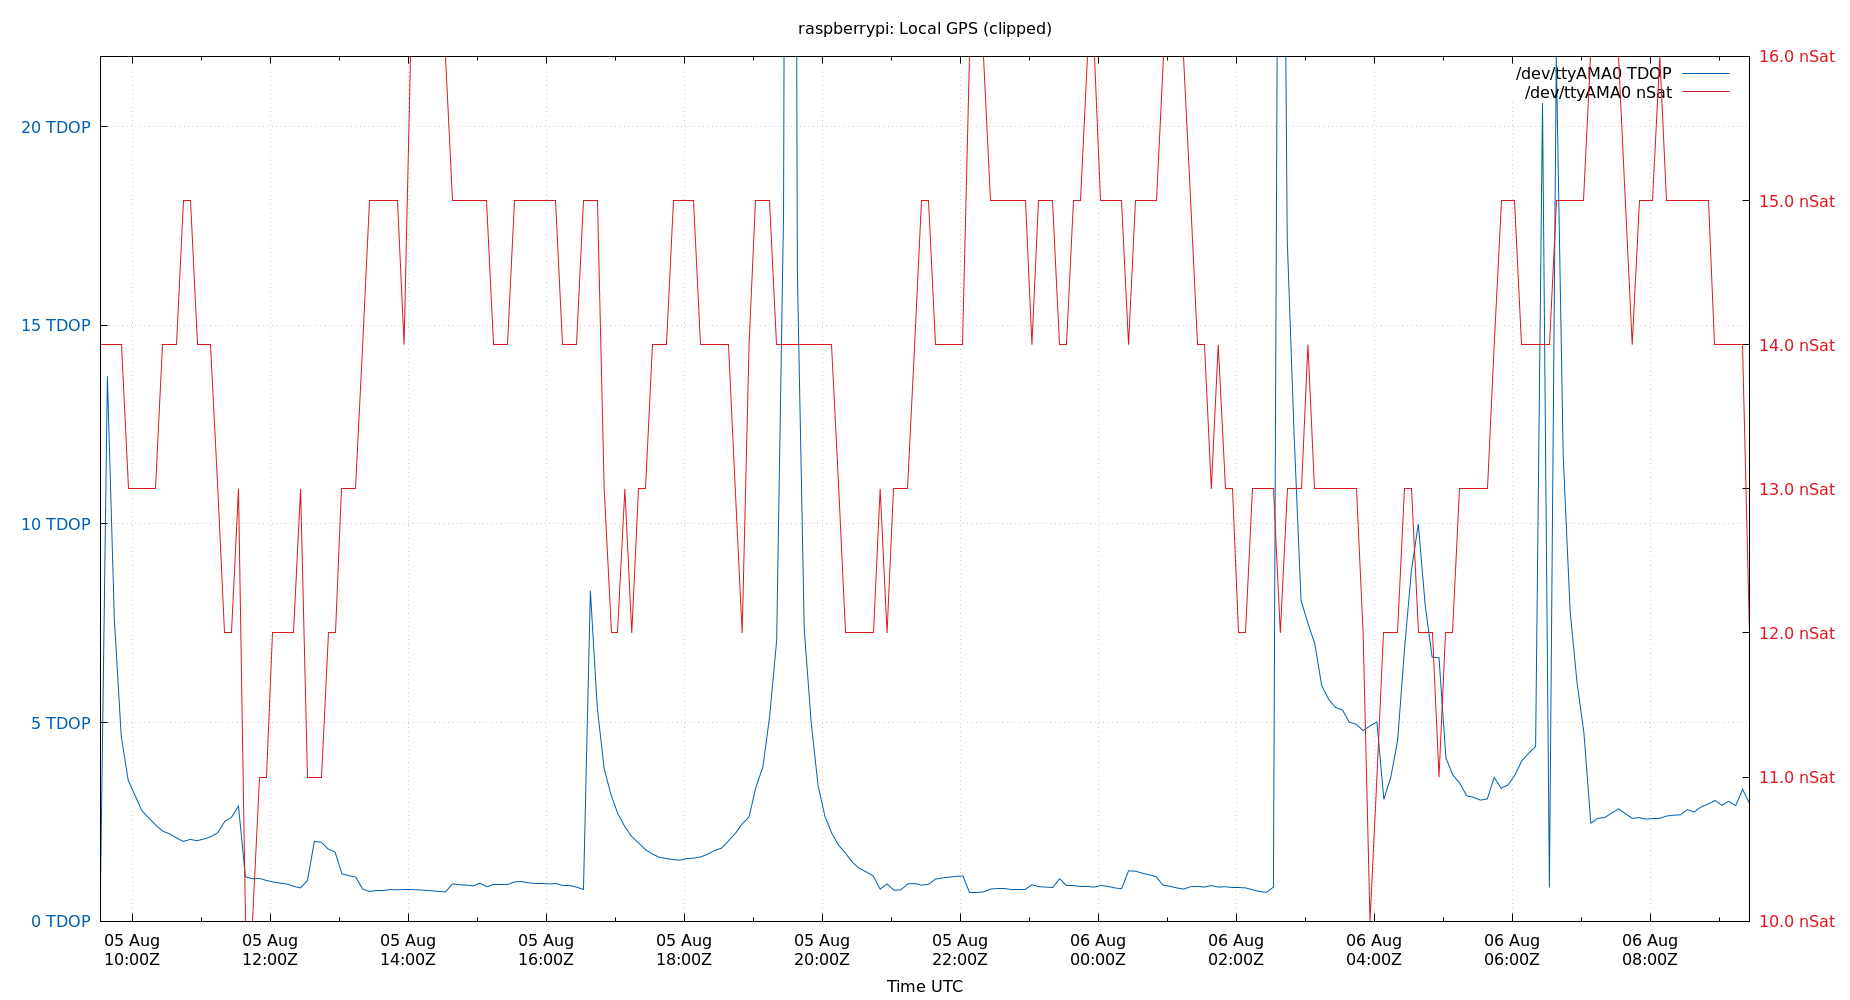 raspberrypi: Local GPS (clipped)
/dev/ttyAMA0 TDOP
/dev/ttyAMA0 nSat
20 TDOP
15 TDOP
10 TDOP
5 TDOP
0 TDOP
16.0 nSat
15.0 nSat
14.0 nSat
13.0 nSat
12.0 nSat
11.0 nSat
10.0 nSat
05 Aug 05 Aug 05 Aug 05 Aug 05 Aug 05 Aug 05 Aug 06 Aug 06 Aug 06 Aug 06 Aug 06 Aug
10:00Z 12:00Z 14:00Z 16:00Z 18:00Z 20:00Z 22:00Z 00:00Z 02:00Z 04:00Z 06:00Z 08:00Z
Time UTC